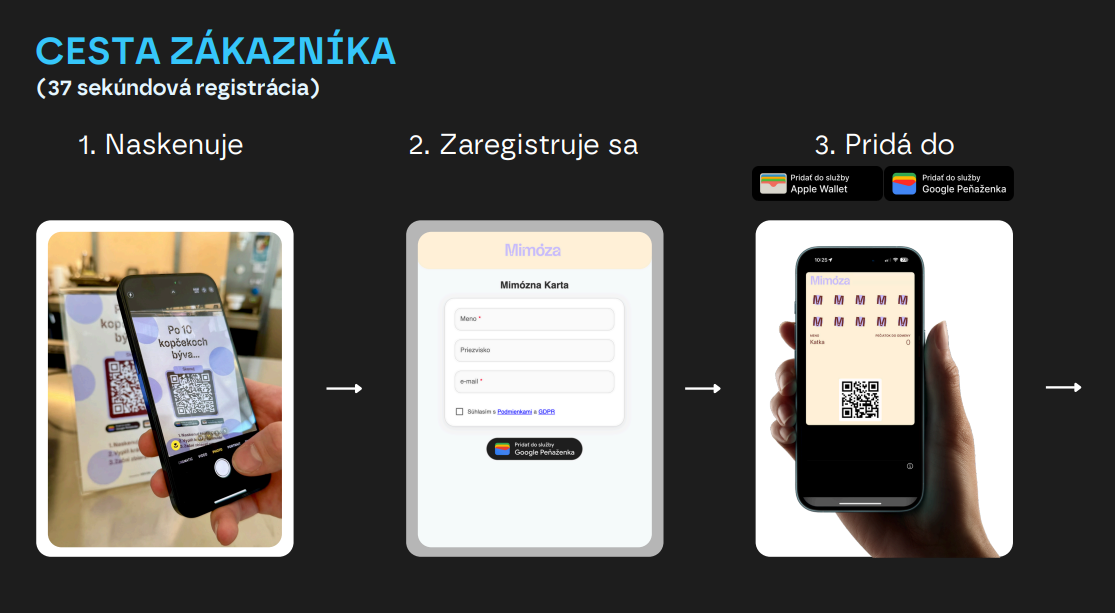 CESTA ZÁKAZNÍKA
(37 sekúndová registrácia)
1. Naskenuje
2. Zaregistruje sa
3. Pridá do
Pridať do služby
Apple Wallet
Pridať do služby
Google Peňaženka
Po 10
kopčekoch
býva...
Mimóza
Mimózna Karta
Meno *
Priezvisko
e-mail *
Súhlasím s Podmienkami a GDPR
Pridať do služby
Google Peňaženka
10:25
Mimóza
M M M M M
M M M M M
MENO
Katka
0